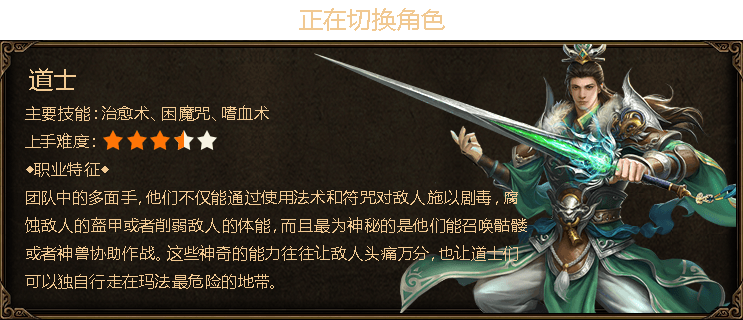 正在切换角色
道士
主要技能:治愈术、困魔咒、嗜血术
上手难度:
◆职业特征◆
团队中的多面手,他们不仅能通过使用法术和符咒对敌人施以剧毒,腐
蚀敌人的盔甲或者削弱敌人的体能,而且最为神秘的是他们能召唤骷髅
或者神兽协助作战。这些神奇的能力往往让敌人头痛万分,也让道士们
可以独自行走在玛法最危险的地带。